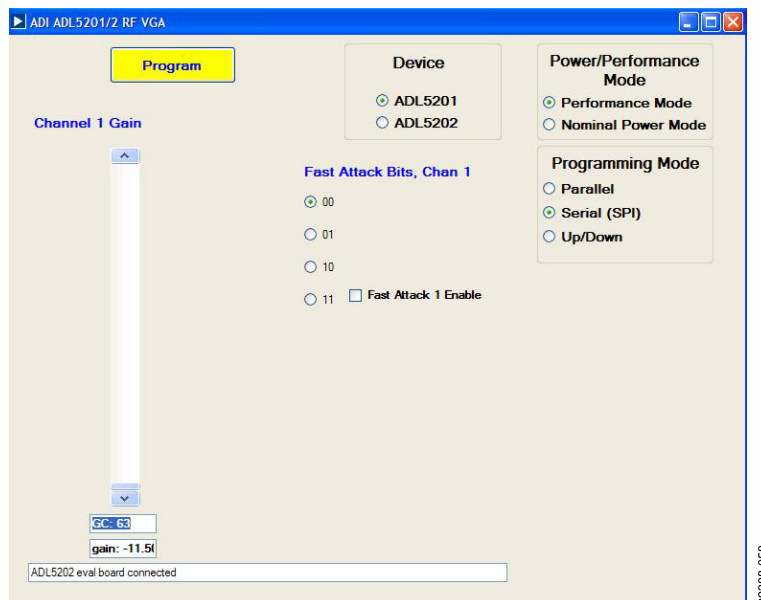 ADI ADL5201/2 RF VGA
Program
Device
ADL5201
ADL5202
Power/Performance
Mode
Performance Mode
Nominal Power Mode
Channel 1 Gain
Fast Attack Bits, Chan 1
00
01
10
11
Fast Attack 1 Enable
Programming Mode
Parallel
Serial (SPI)
Up/Down
GC: 63
gain: -11.5
ADL5202 eval board connected